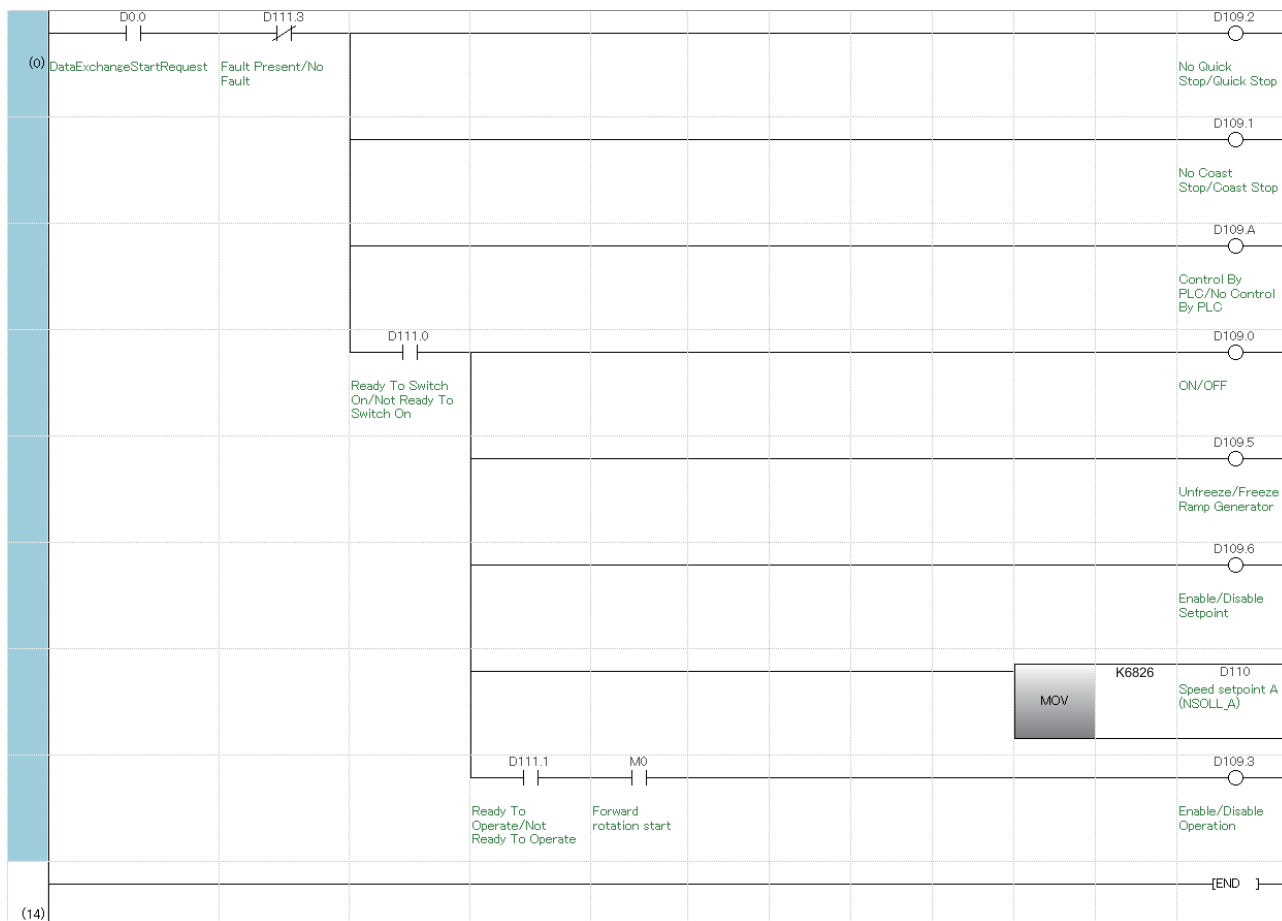 D0.0
D111.3
D109.2
(0)
DataExchangeStartRequest
Fault Present/No
Fault
No Quick
Stop/Quick Stop
D109.1
No Coast
Stop/Coast Stop
D109.A
Control By
PLC/No Control
By PLC
D111.0
D109.0
Ready To Switch
On/Not Ready To
Switch On
ON/OFF
D109.5
Unfreeze/Freeze
Ramp Generator
D109.6
Enable/Disable
Setpoint
MOV
K6826
D110
Speed setpoint A
(NSOLL_A)
D111.1
M0
D109.3
Ready To
Operate/Not
Ready To Operate
Forward
rotation start
Enable/Disable
Operation
[END ]
(14)